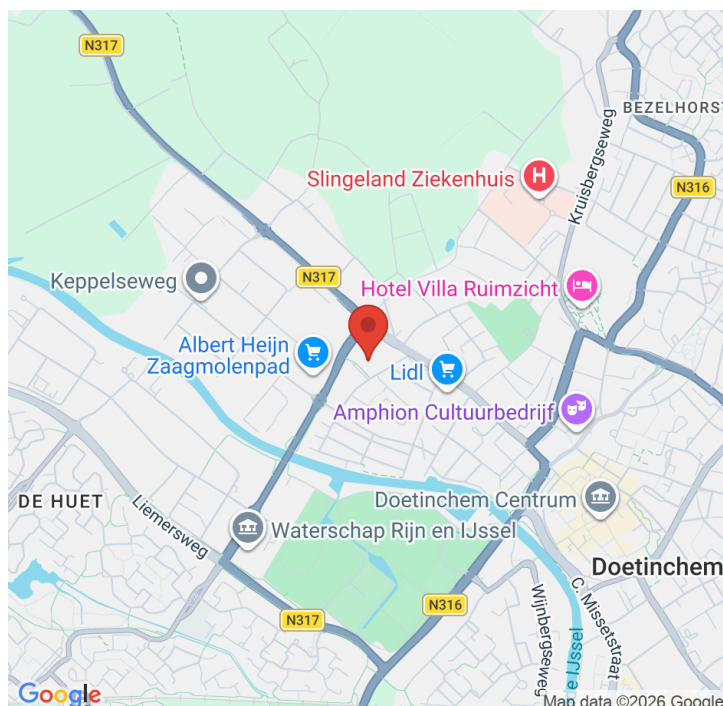 N317
BEZELHORST
Kruisbergseweg
Slingeland Ziekenhuis
H
N316
Keppelseweg
N317
Hotel Villa Ruimzicht
Albert Heijn
Zaagmolenpad
Lidl
Amphion Cultuurbedrijf
DE HUET
Liemersweg
Doetinchem Centrum
Waterschap Rijn en IJssel
Doetinchem
N317
N316
Wijnbergseweg
C. Missetstraat
e IJssel
Google
Map data ©2026 Google